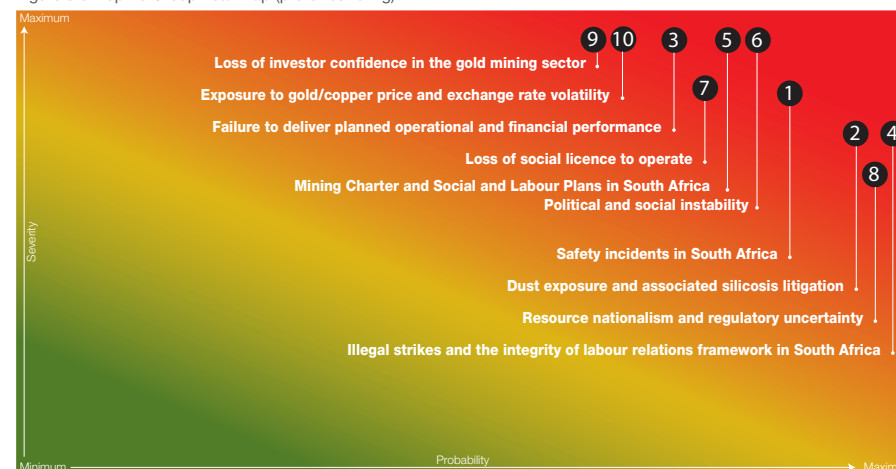 Maximum
9 10 3 5 6
Loss of investor confidence in the gold mining sector
7
1
Exposure to gold/copper price and exchange rate volatility
Failure to deliver planned operational and financial performance
2 4
Loss of social licence to operate
8
Mining Charter and Social and Labour Plans in South Africa
Political and social instability
Severity
Safety incidents in South Africa
Dust exposure and associated silicosis litigation
Resource nationalism and regulatory uncertainty
Illegal strikes and the integrity of labour relations framework in South Africa
Probability
Minimum